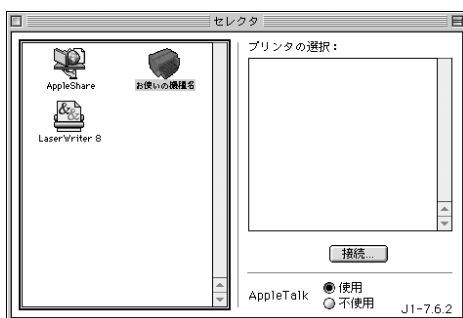 セレクタ
AppleShare
お使いの機種名
LaserWriter 8
プリンタの選択：
接続...
AppleTalk
使用
不使用
J1-7.6.2